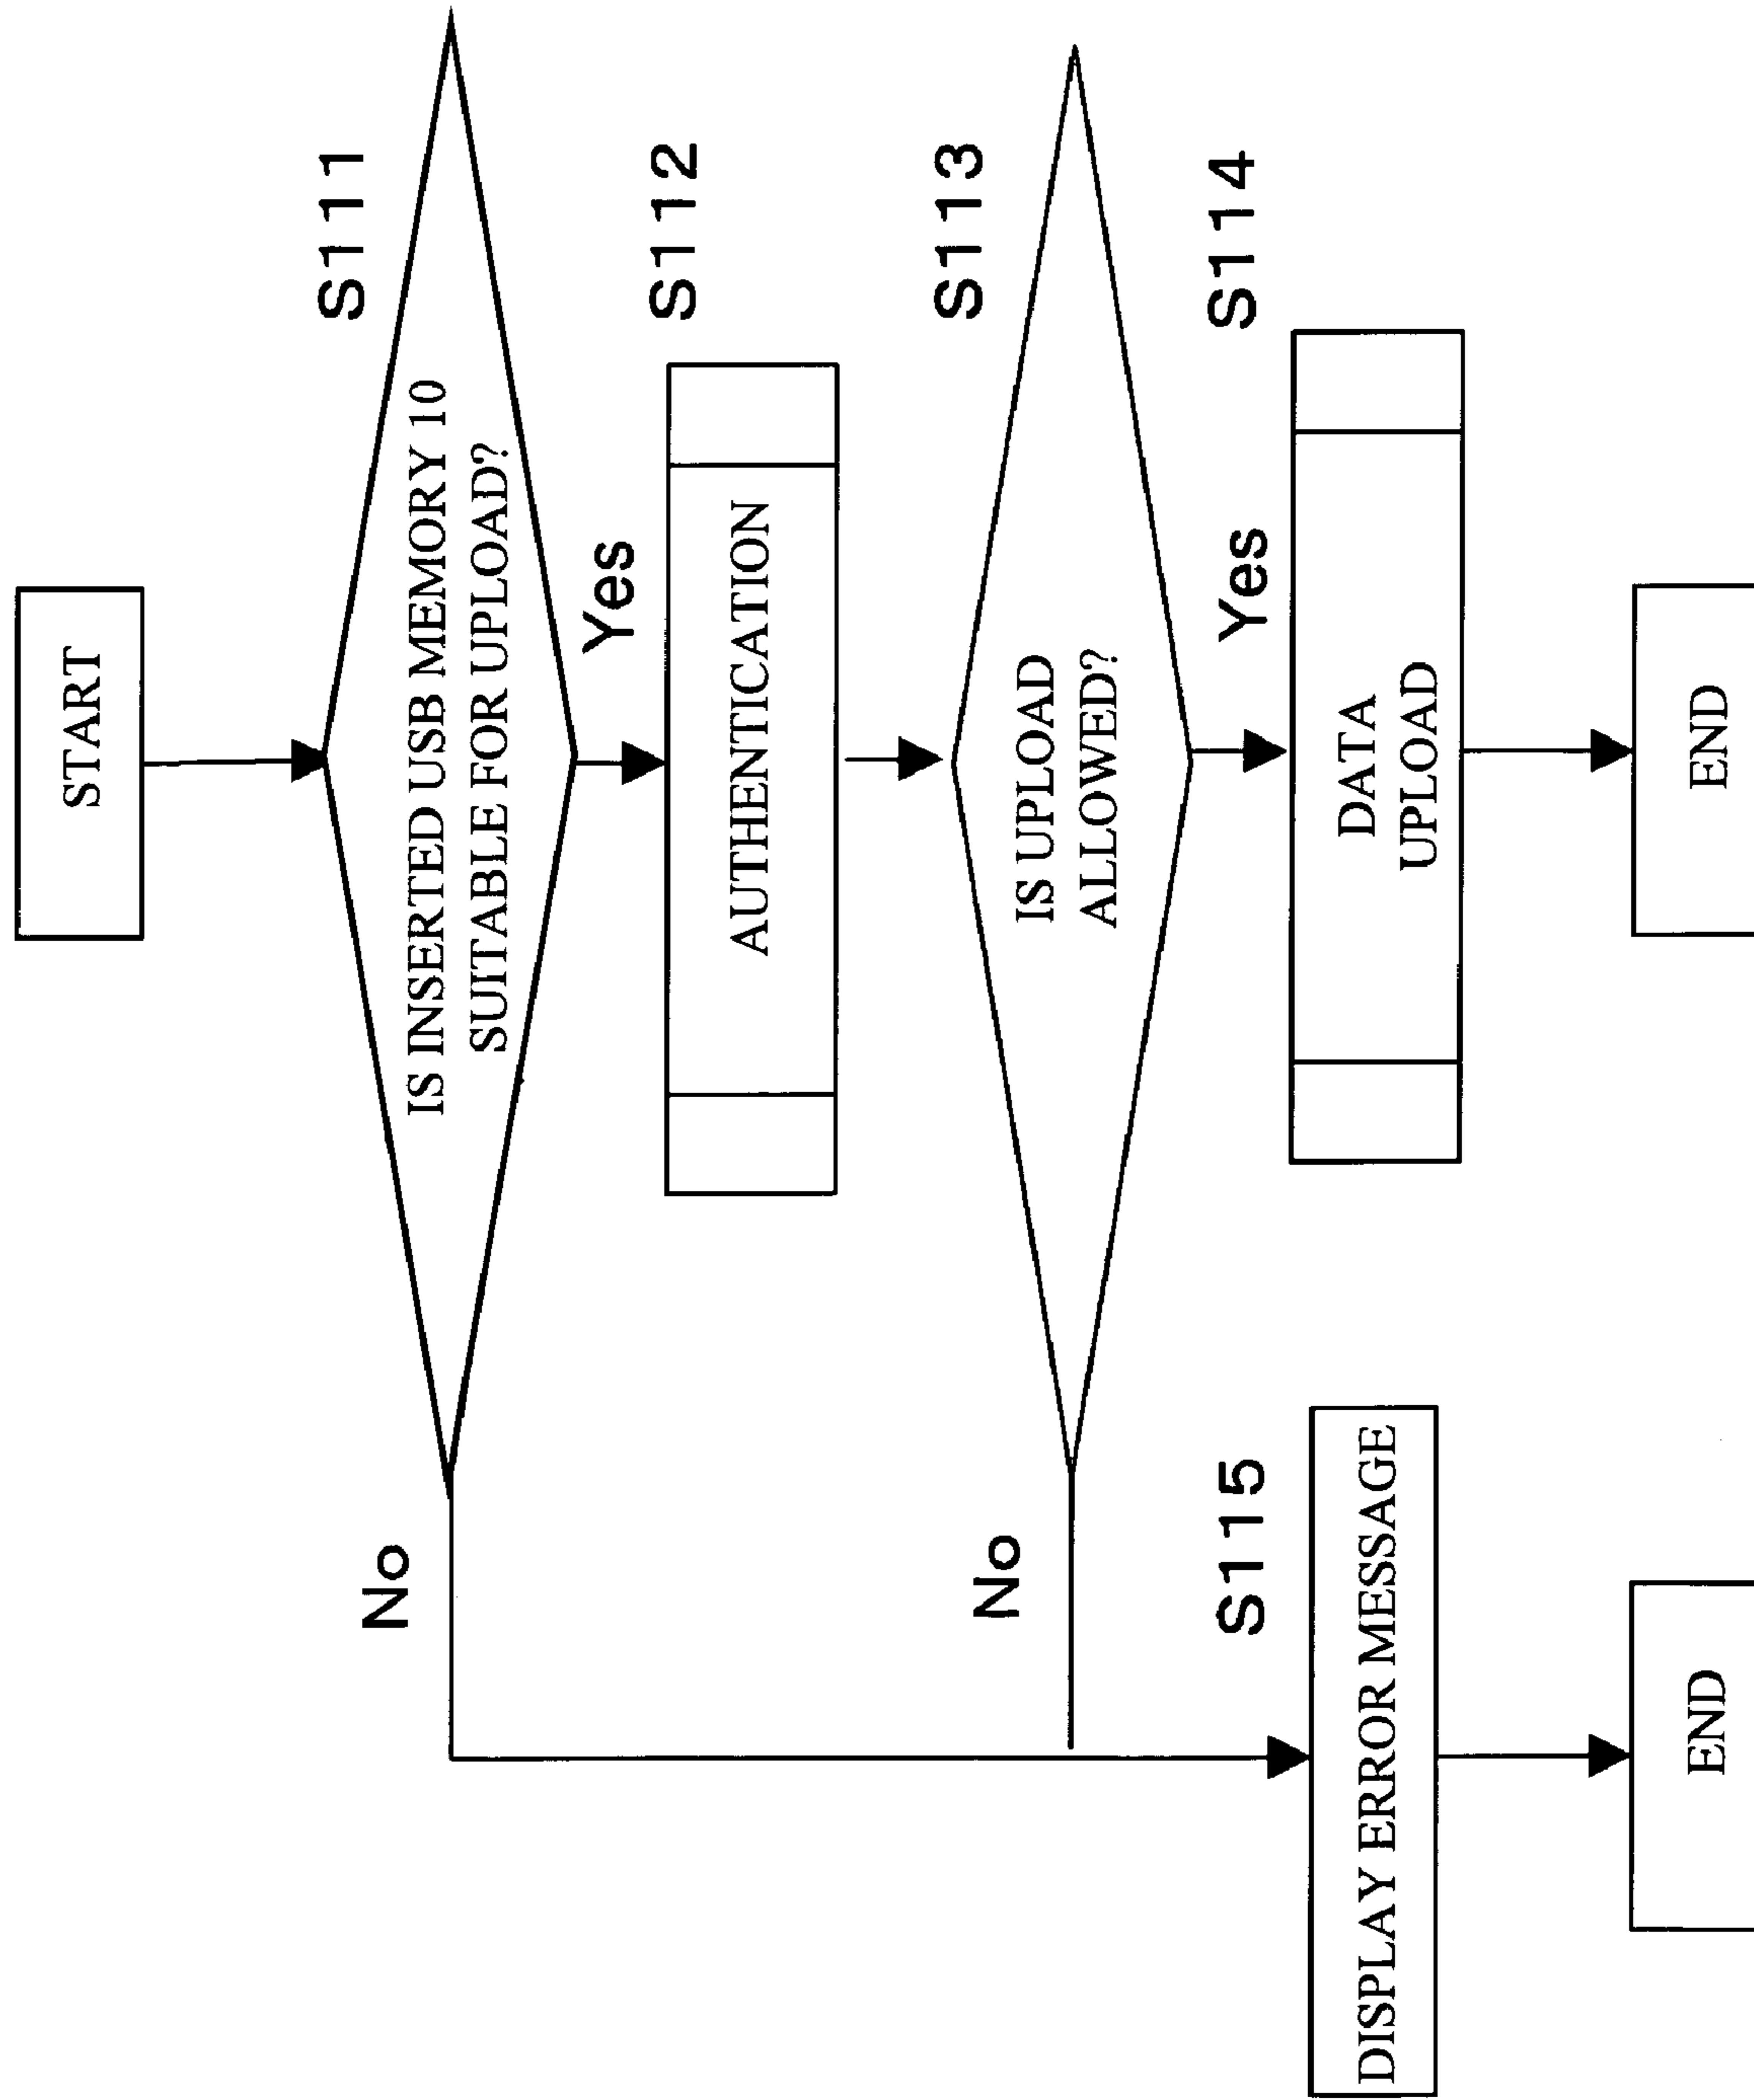 START
S111
IS INSERTED USB MEMORY 10
SUITABLE FOR UPLOAD?
No
Yes
S112
AUTHENTICATION
S113
IS UPLOAD
ALLOWED?
No
Yes
S114
DATA
UPLOAD
S115
DISPLAY ERROR MESSAGE
END
END